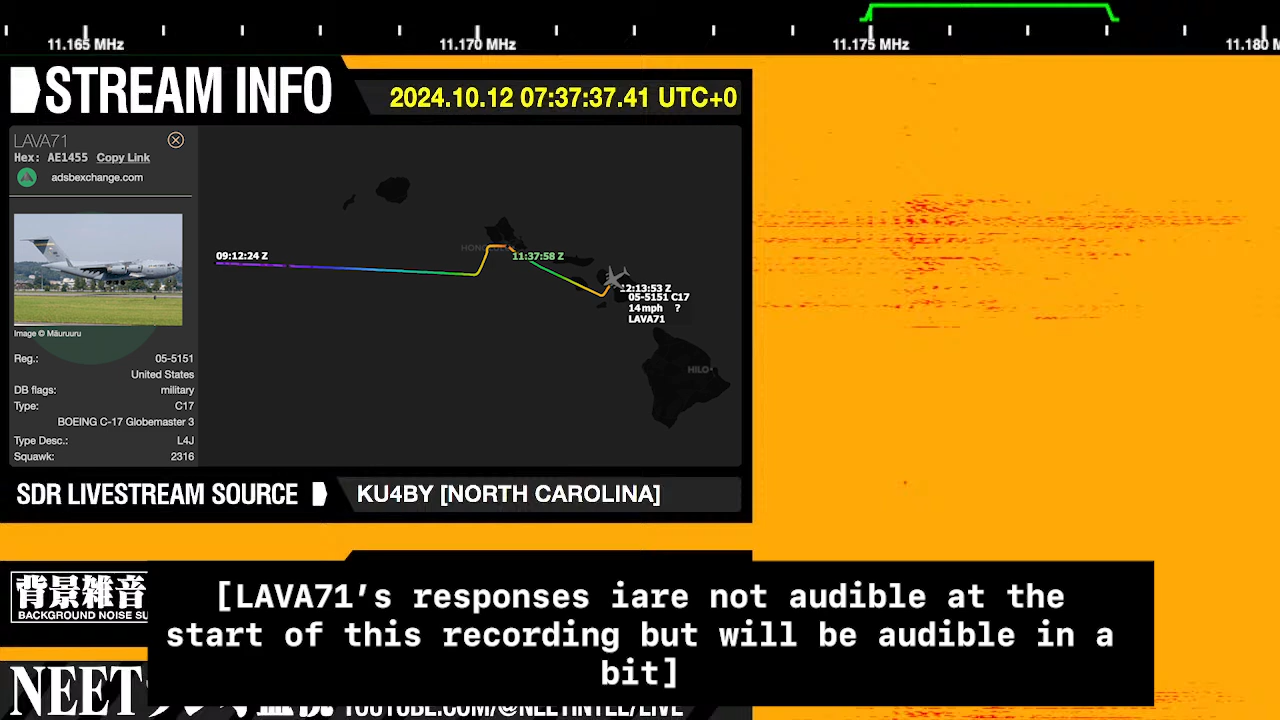 11.165 MHz 11.170 MHz 11.175 MHz 11.180 M
STREAM INFO
2024.10.12 07:37:37.41 UTC+0
LAVA71
Hex: AE1455 Copy Link
adsbexchange.com
Image © Māuruuru
Reg.: 05-5151
United States
DB flags: military
Type: C17
BOEING C-17 Globemaster 3
Type Desc.: L4J
Squawk: 2316
09:12:24 Z
11:37:58 Z
12:13:53 Z
05-5151 C17
14 mph ?
LAVA71
HILO
SDR LIVESTREAM SOURCE
KU4BY [NORTH CAROLINA]
背景雑音
BACKGROUND NOISE SU
[LAVA71’s responses iare not audible at the
start of this recording but will be audible in a
bit]
NEET
YOUTUBE.COM/@NEETINTEL/LIVE